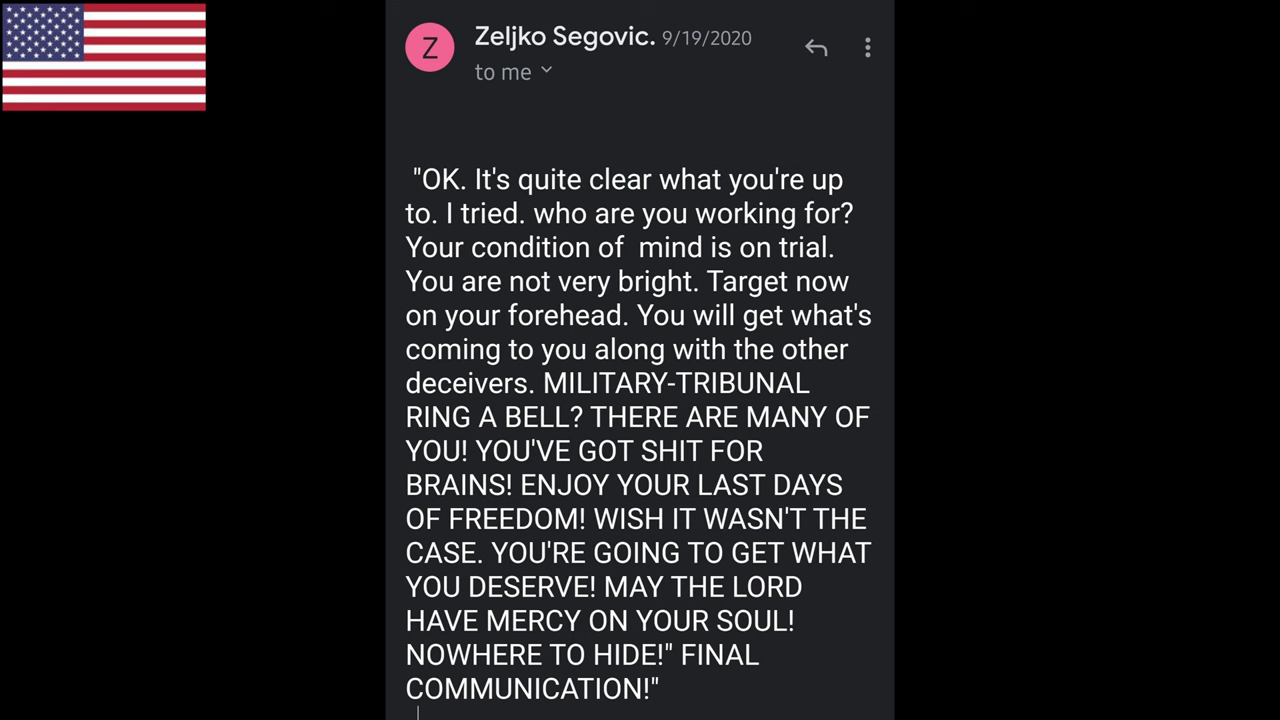 Z
Zeljko Segovic. 9/19/2020
to me
"OK. It's quite clear what you're up
to. I tried. who are you working for?
Your condition of  mind is on trial.
You are not very bright. Target now
on your forehead. You will get what's
coming to you along with the other
deceivers. MILITARY-TRIBUNAL
RING A BELL? THERE ARE MANY OF
YOU! YOU'VE GOT SHIT FOR
BRAINS! ENJOY YOUR LAST DAYS
OF FREEDOM! WISH IT WASN'T THE
CASE. YOU'RE GOING TO GET WHAT
YOU DESERVE! MAY THE LORD
HAVE MERCY ON YOUR SOUL!
NOWHERE TO HIDE!" FINAL
COMMUNICATION!"